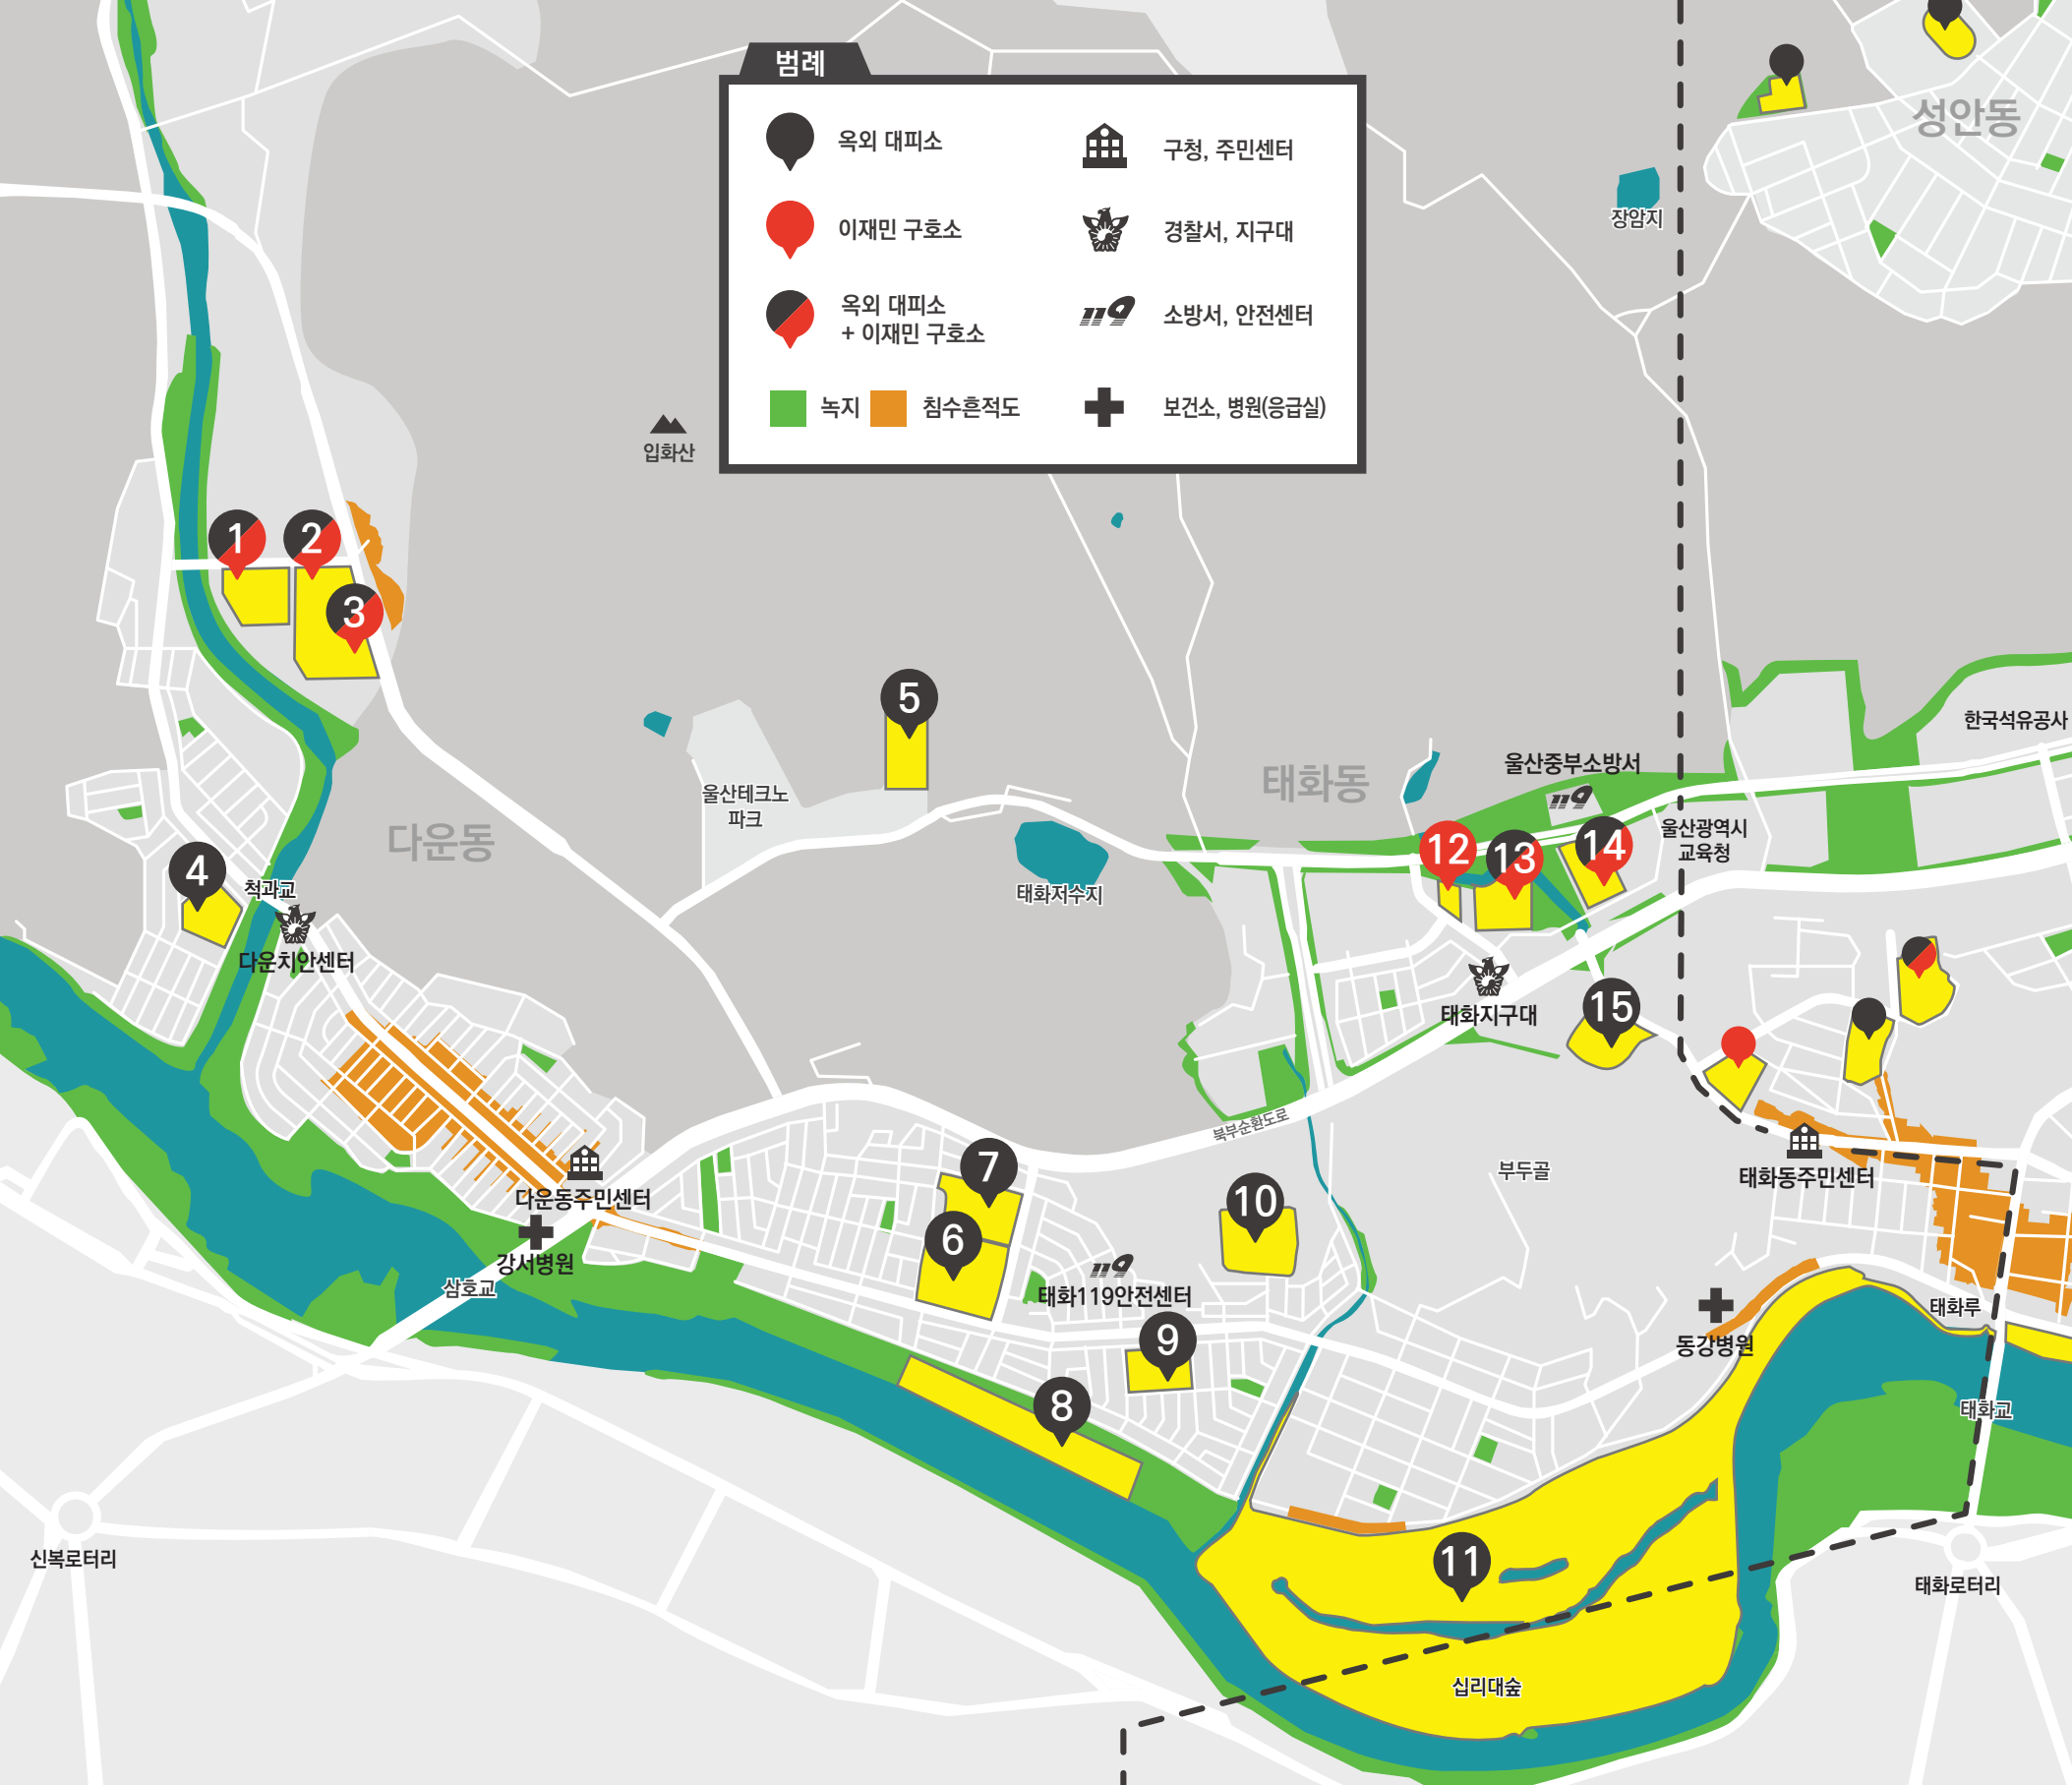 범례
옥외 대피소
구청, 주민센터
이재민 구호소
경찰서, 지구대
옥외 대피소
+ 이재민 구호소
119
소방서, 안전센터
녹지
침수흔적도
보건소, 병원(응급실)
성안동
장암지
입화산
1
2
3
5
한국석유공사
울산중부소방서
119
태화동
울산테크노
파크
다운동
울산광역시
교육청
12
13
14
4
척과교
태화저수지
다운치안센터
15
태화지구대
북부순환도로
7
부두골
태화동주민센터
다운동주민센터
10
6
강서병원
119
삼호교
태화119안전센터
태화루
9
동강병원
8
태화교
11
신복로터리
태화로터리
십리대숲